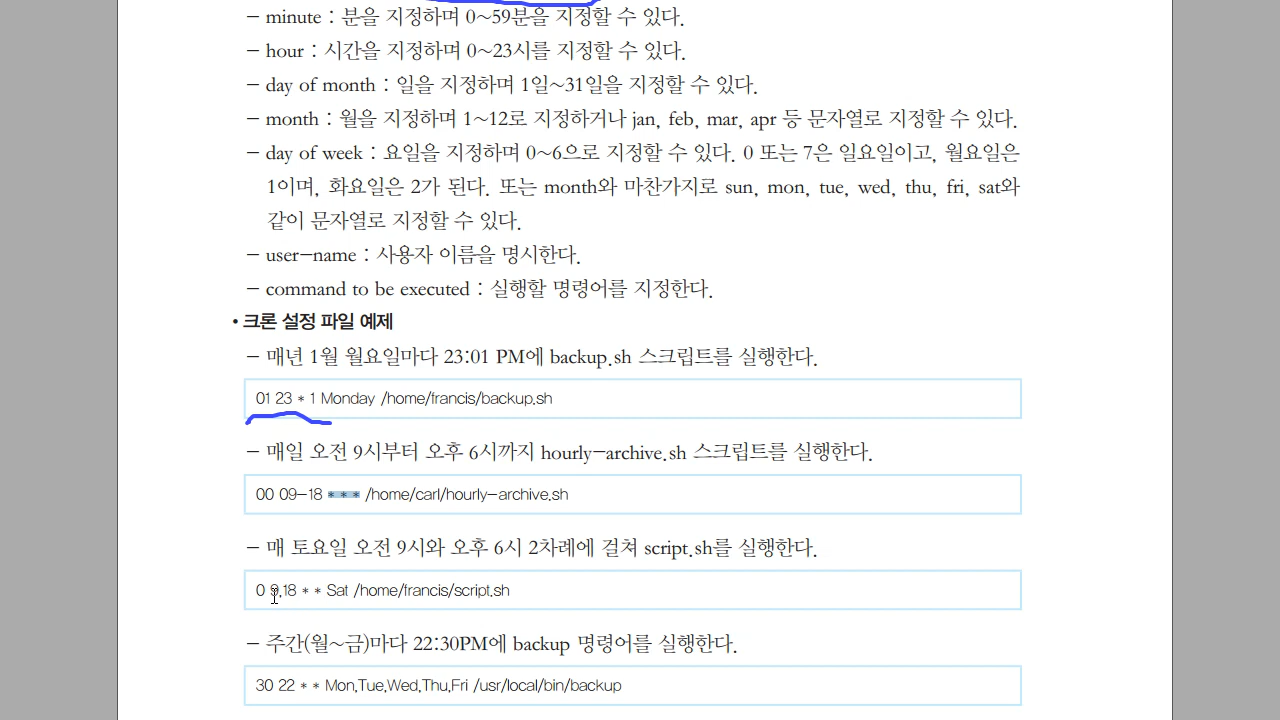 − minute : 분을 지정하며 0~59분을 지정할 수 있다.
− hour : 시간을 지정하며 0~23시를 지정할 수 있다.
− day of month : 일을 지정하며 1일~31일을 지정할 수 있다.
− month : 월을 지정하며 1~12로 지정하거나 jan, feb, mar, apr 등 문자열로 지정할 수 있다.
− day of week : 요일을 지정하며 0~6으로 지정할 수 있다. 0 또는 7은 일요일이고, 월요일은
1이며, 화요일은 2가 된다. 또는 month와 마찬가지로 sun, mon, tue, wed, thu, fri, sat와
같이 문자열로 지정할 수 있다.
− user−name : 사용자 이름을 명시한다.
− command to be executed : 실행할 명령어를 지정한다.
• 크론 설정 파일 예제
− 매년 1월 월요일마다 23:01 PM에 backup.sh 스크립트를 실행한다.
01 23 * 1 Monday /home/francis/backup.sh
− 매일 오전 9시부터 오후 6시까지 hourly−archive.sh 스크립트를 실행한다.
00 09−18 * * * /home/carl/hourly−archive.sh
− 매 토요일 오전 9시와 오후 6시 2차례에 걸쳐 script.sh를 실행한다.
0 9,18 * * Sat /home/francis/script.sh
− 주간(월~금)마다 22:30PM에 backup 명령어를 실행한다.
30 22 * * Mon,Tue,Wed,Thu,Fri /usr/local/bin/backup